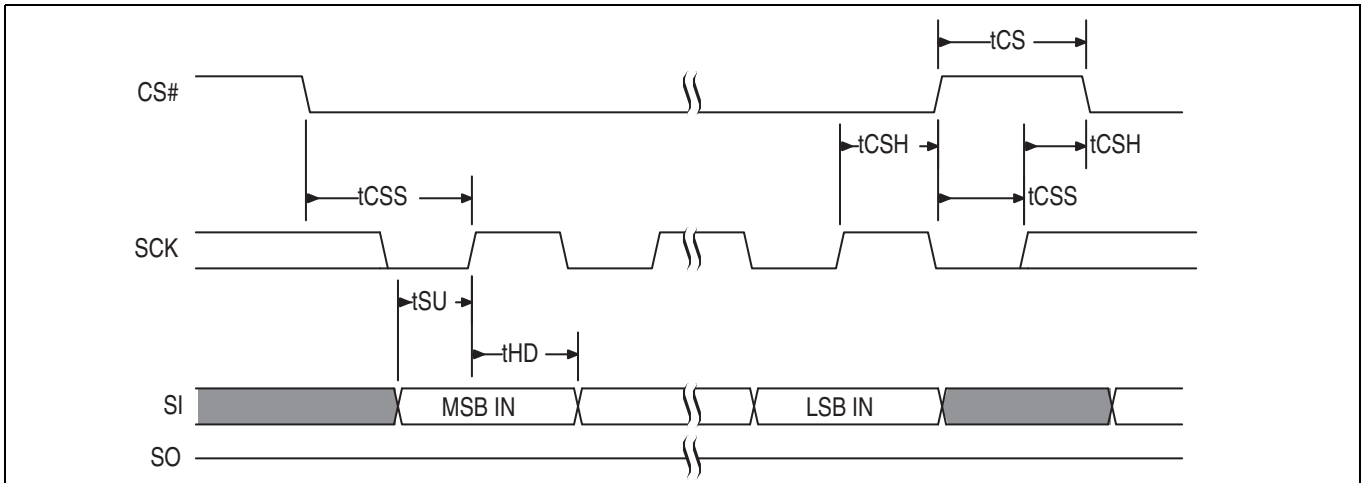 tCS
CS#
tCSH
tCSH
tCSS
tCSS
SCK
tSU
tHD
SI
MSB IN
LSB IN
SO